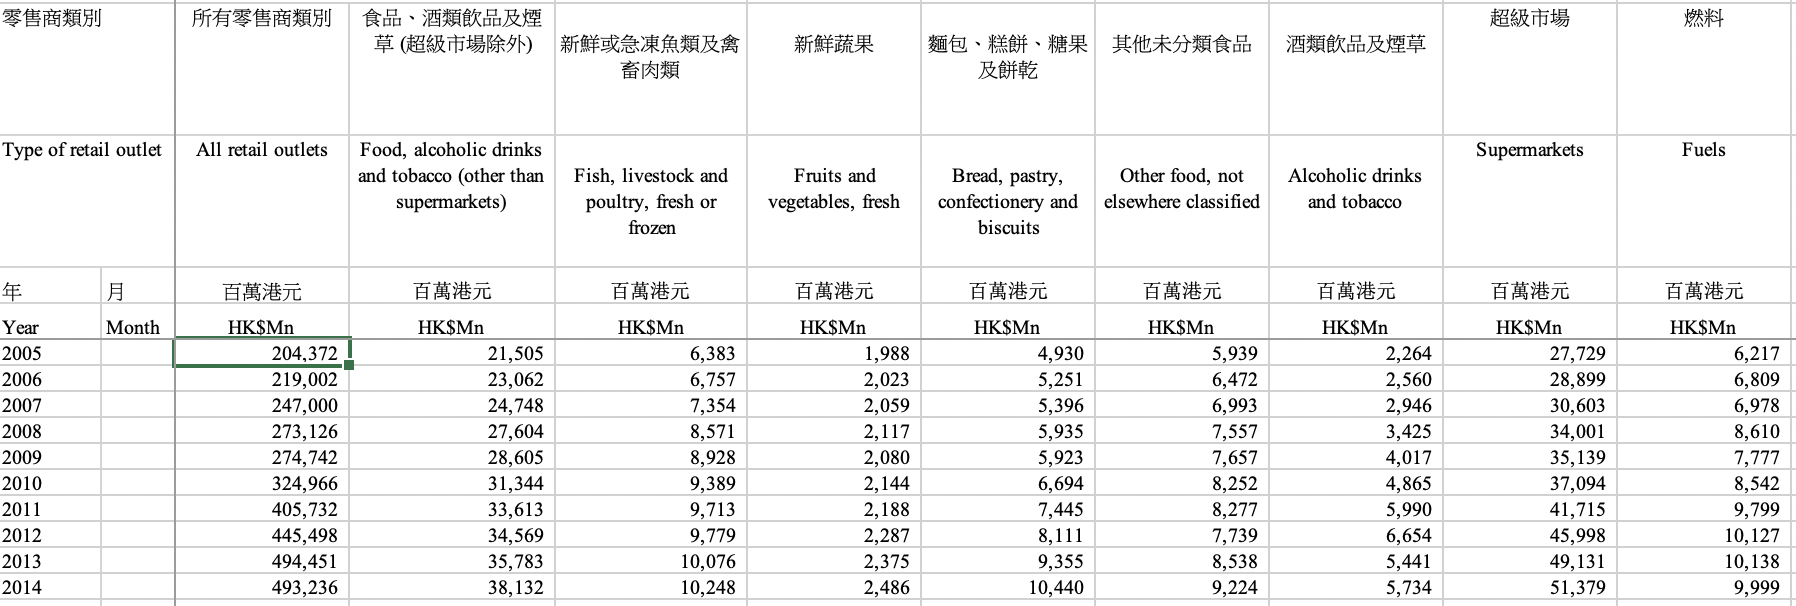 零售商類別 所有零售商類別 食品、酒類飲品及煙 超級市場 燃料
草 (超級市場除外) 新鮮或急凍魚類及禽 新鮮蔬果 麵包、糕餅、糖果 其他未分類食品 酒類飲品及煙草
畜肉類 及餅乾
Type of retail outlet All retail outlets Food, alcoholic drinks Supermarkets Fuels
and tobacco (other than Fish, livestock and Fruits and Bread, pastry, Other food, not Alcoholic drinks
supermarkets) poultry, fresh or vegetables, fresh confectionery and elsewhere classified and tobacco
frozen biscuits
年 月 百萬港元 百萬港元 百萬港元 百萬港元 百萬港元 百萬港元 百萬港元 百萬港元 百萬港元
Year Month HK$Mn HK$Mn HK$Mn HK$Mn HK$Mn HK$Mn HK$Mn HK$Mn HK$Mn
2005 204,372 21,505 6,383 1,988 4,930 5,939 2,264 27,729 6,217
2006 219,002 23,062 6,757 2,023 5,251 6,472 2,560 28,899 6,809
2007 247,000 24,748 7,354 2,059 5,396 6,993 2,946 30,603 6,978
2008 273,126 27,604 8,571 2,117 5,935 7,557 3,425 34,001 8,610
2009 274,742 28,605 8,928 2,080 5,923 7,657 4,017 35,139 7,777
2010 324,966 31,344 9,389 2,144 6,694 8,252 4,865 37,094 8,542
2011 405,732 33,613 9,713 2,188 7,445 8,277 5,990 41,715 9,799
2012 445,498 34,569 9,779 2,287 8,111 7,739 6,654 45,998 10,127
2013 494,451 35,783 10,076 2,375 9,355 8,538 5,441 49,131 10,138
2014 493,236 38,132 10,248 2,486 10,440 9,224 5,734 51,379 9,999